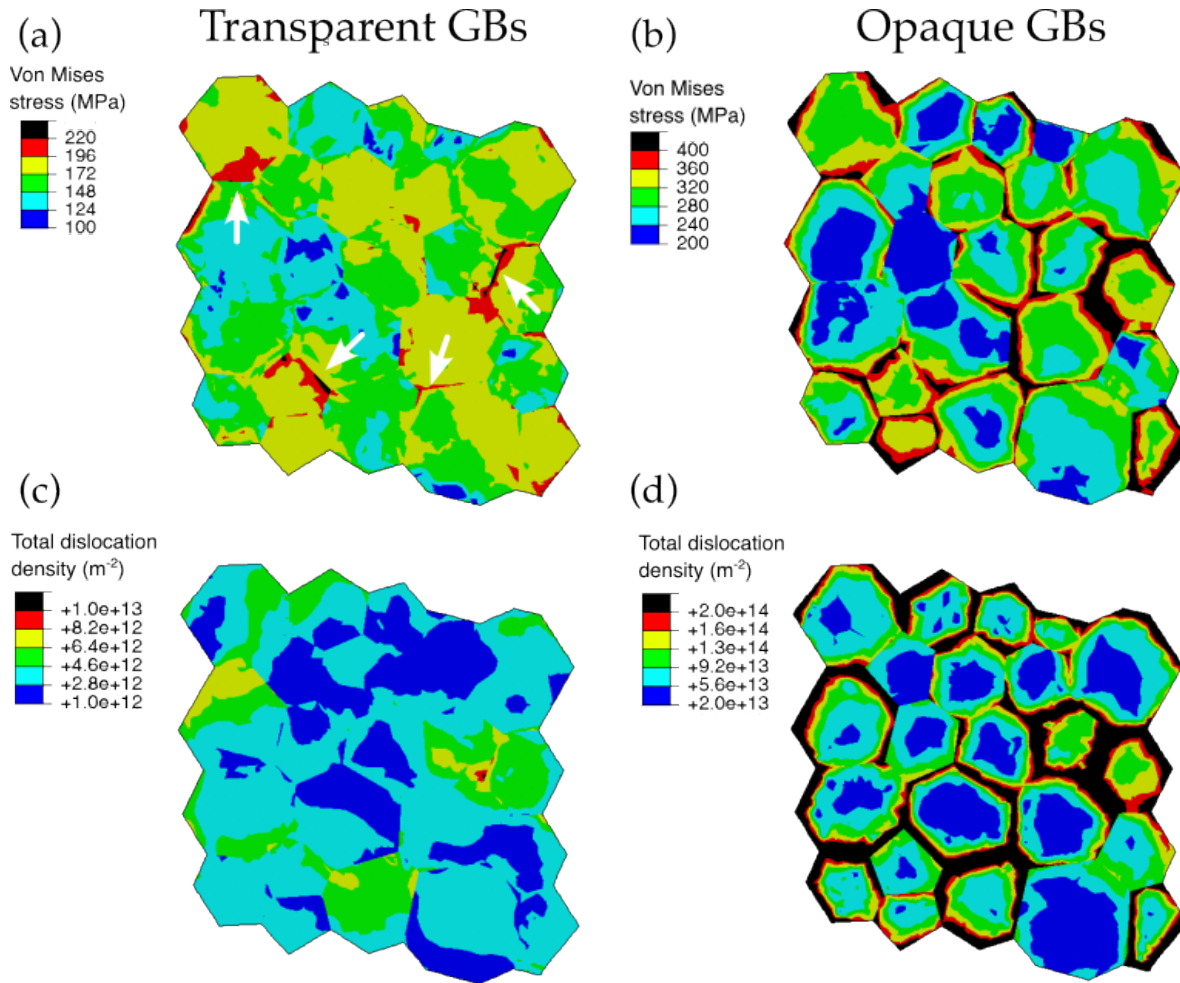 (a)
Transparent GBs
Von Mises
stress (MPa)
220
196
172
148
124
100
(b)
Opaque GBs
Von Mises
stress (MPa)
400
360
320
280
240
200
(c)
Total dislocation
density (m⁻²)
+1.0e+13
+8.2e+12
+6.4e+12
+4.6e+12
+2.8e+12
+1.0e+12
(d)
Total dislocation
density (m⁻²)
+2.0e+14
+1.6e+14
+1.3e+14
+9.2e+13
+5.6e+13
+2.0e+13